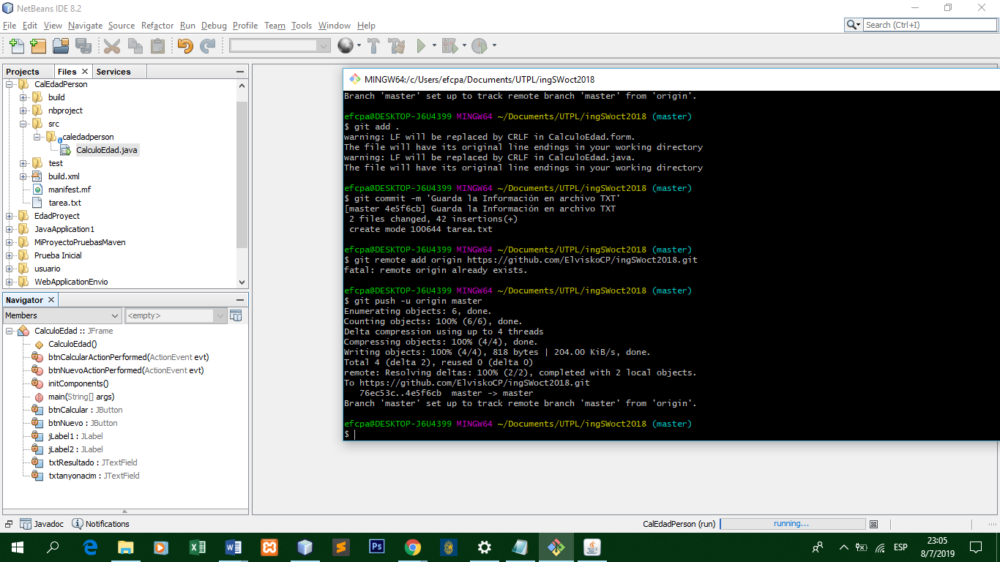 NetBeans IDE 8.2
File Edit View Navigate Source Refactor Run Debug Profile Team Tools Window Help
Search (Ctrl+I)
Projects Files Services
CalEdadPerson
build
nbproject
src
caledadperson
CalculoEdad.java
test
build.xml
manifest.mf
tarea.txt
EdadProyect
JavaApplication1
MiProyectoPruebasMaven
Prueba Inicial
usuario
WebApplicationEnvio
Navigator
Members <empty>
CalculoEdad :: JFrame
CalculoEdad()
btnCalcularActionPerformed(ActionEvent evt)
btnNuevoActionPerformed(ActionEvent evt)
initComponents()
main(String[] args)
btnCalcular : JButton
btnNuevo : JButton
jLabel1 : JLabel
jLabel2 : JLabel
txtResultado : JTextField
txtanyonacim : JTextField
MINGW64:/c/Users/efcpa/Documents/UTPL/ingSWoct2018
Branch 'master' set up to track remote branch 'master' from 'origin'.
efcpa@DESKTOP-J6U4399 MINGW64 ~/Documents/UTPL/ingSWoct2018 (master)
$ git add .
warning: LF will be replaced by CRLF in CalculoEdad.form.
The file will have its original line endings in your working directory
warning: LF will be replaced by CRLF in CalculoEdad.java.
The file will have its original line endings in your working directory
efcpa@DESKTOP-J6U4399 MINGW64 ~/Documents/UTPL/ingSWoct2018 (master)
$ git commit -m 'Guarda la Información en archivo TXT'
[master 4e5f6cb] Guarda la Información en archivo TXT
2 files changed, 42 insertions(+)
create mode 100644 tarea.txt
efcpa@DESKTOP-J6U4399 MINGW64 ~/Documents/UTPL/ingSWoct2018 (master)
$ git remote add origin https://github.com/ElviskoCP/ingSWoct2018.git
fatal: remote origin already exists.
efcpa@DESKTOP-J6U4399 MINGW64 ~/Documents/UTPL/ingSWoct2018 (master)
$ git push -u origin master
Enumerating objects: 6, done.
Counting objects: 100% (6/6), done.
Delta compression using up to 4 threads
Compressing objects: 100% (4/4), done.
Writing objects: 100% (4/4), 818 bytes | 204.00 KiB/s, done.
Total 4 (delta 2), reused 0 (delta 0)
remote: Resolving deltas: 100% (2/2), completed with 2 local objects.
To https://github.com/ElviskoCP/ingSWoct2018.git
76ec53c..4e5f6cb master -> master
Branch 'master' set up to track remote branch 'master' from 'origin'.
efcpa@DESKTOP-J6U4399 MINGW64 ~/Documents/UTPL/ingSWoct2018 (master)
$
Javadoc Notifications
CalEdadPerson (run) running...
Ps
ESP
23:05
8/7/2019